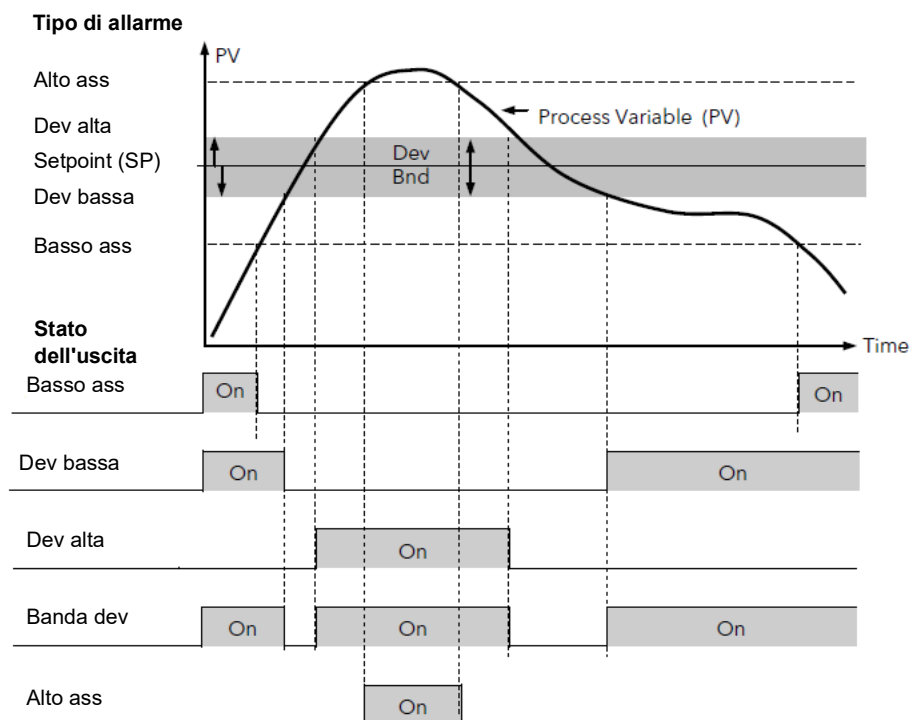 Tipo di allarme
PV
Alto ass
Process Variable (PV)
Dev alta
Setpoint (SP)
Dev
Bnd
Dev bassa
Basso ass
Stato
dell'uscita
Time
Basso ass
On
On
Dev bassa
On
On
Dev alta
On
Banda dev
On
On
On
Alto ass
On